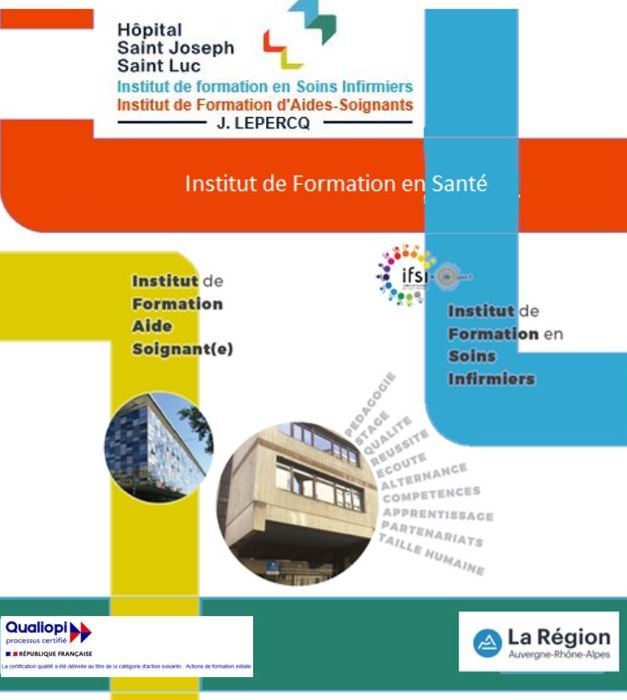 Hôpital
Saint Joseph
Saint Luc
Institut de formation en Soins Infirmiers
Institut de Formation d'Aides-Soignants
J. LEPERCQ
Institut de Formation en Santé
Institut de
Formation
Aide
Soignant(e)
ifsi
Institut de
Formation en
Soins
Infirmiers
PEDAGOGIE
STAGE
QUALITE
REUSSITE
ECOUTE
ALTERNANCE
COMPETENCES
APPRENTISSAGE
PARTENARIATS
TAILLE HUMAINE
Qualiopi
processus certifié
RÉPUBLIQUE FRANÇAISE
La certification qualité a été délivrée au titre de la catégorie d'action suivante : Actions de formation initiale
La Région
Auvergne-Rhône-Alpes